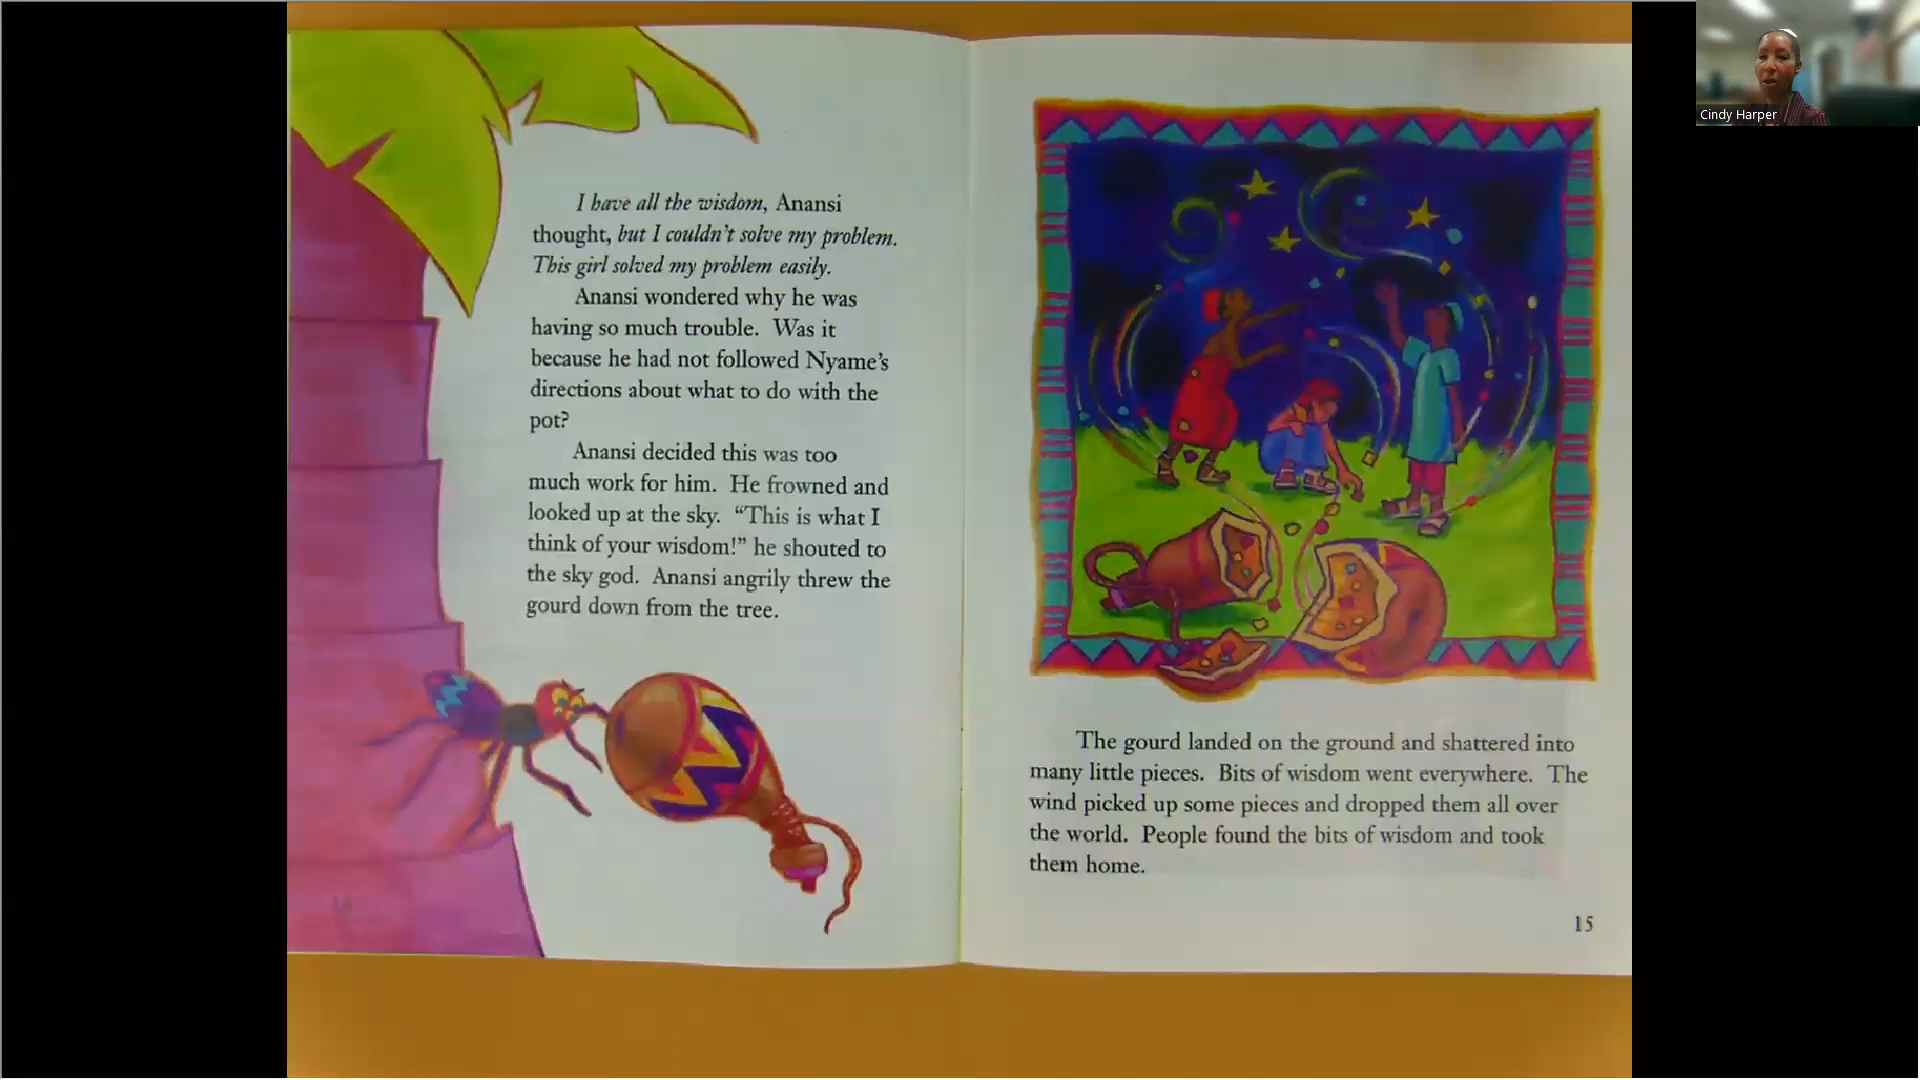 I have all the wisdom, Anansi
thought, but I couldn't solve my problem.
This girl solved my problem easily.
Anansi wondered why he was
having so much trouble. Was it
because he had not followed Nyame's
directions about what to do with the
pot?
Anansi decided this was too
much work for him. He frowned and
looked up at the sky. “This is what I
think of your wisdom!” he shouted to
the sky god. Anansi angrily threw the
gourd down from the tree.
The gourd landed on the ground and shattered into
many little pieces. Bits of wisdom went everywhere. The
wind picked up some pieces and dropped them all over
the world. People found the bits of wisdom and took
them home.
15
Cindy Harper